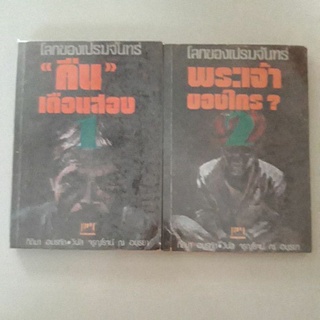 โลกของเปรมจันทร์
“คืน”
เดือนสอง
1
โลกของเปรมจันทร์
พระเจ้า
ของใคร?
2